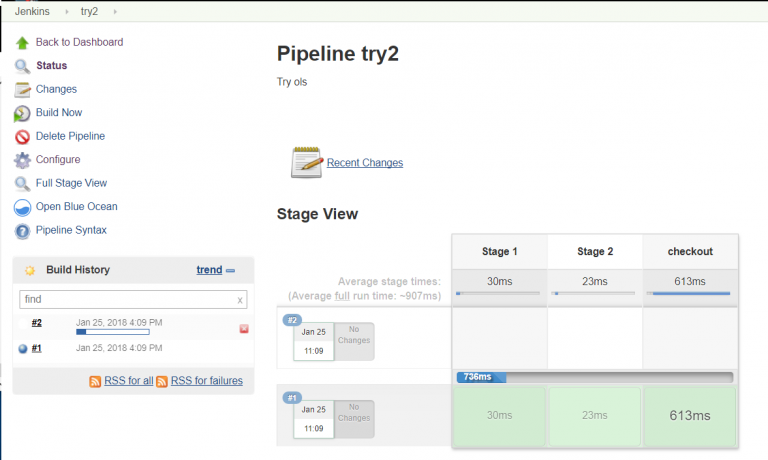 Jenkins try2
Back to Dashboard
Status
Changes
Build Now
Delete Pipeline
Configure
Full Stage View
Open Blue Ocean
Pipeline Syntax
Build History trend
find x
#2 Jan 25, 2018 4:09 PM
#1 Jan 25, 2018 4:09 PM
RSS for all RSS for failures
Pipeline try2
Try ols
Recent Changes
Stage View
Stage 1 Stage 2 checkout
Average stage times: 30ms 23ms 613ms
(Average full run time: ~907ms)
#2
Jan 25 No
Changes
11:09
736ms
#1
Jan 25 No
Changes
11:09
30ms 23ms 613ms